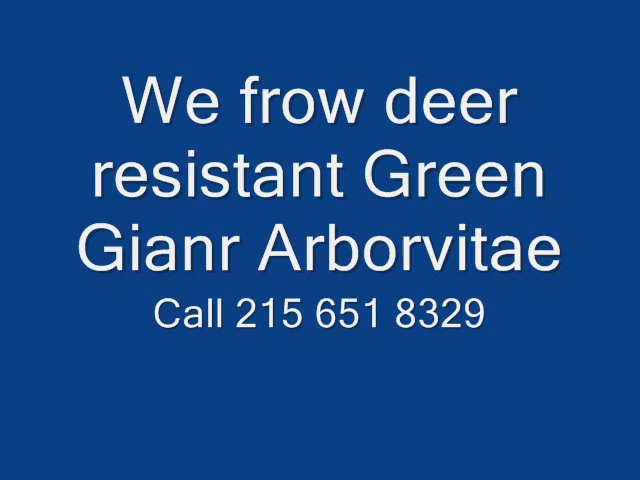 We frow deer
resistant Green
Gianr Arborvitae
Call 215 651 8329